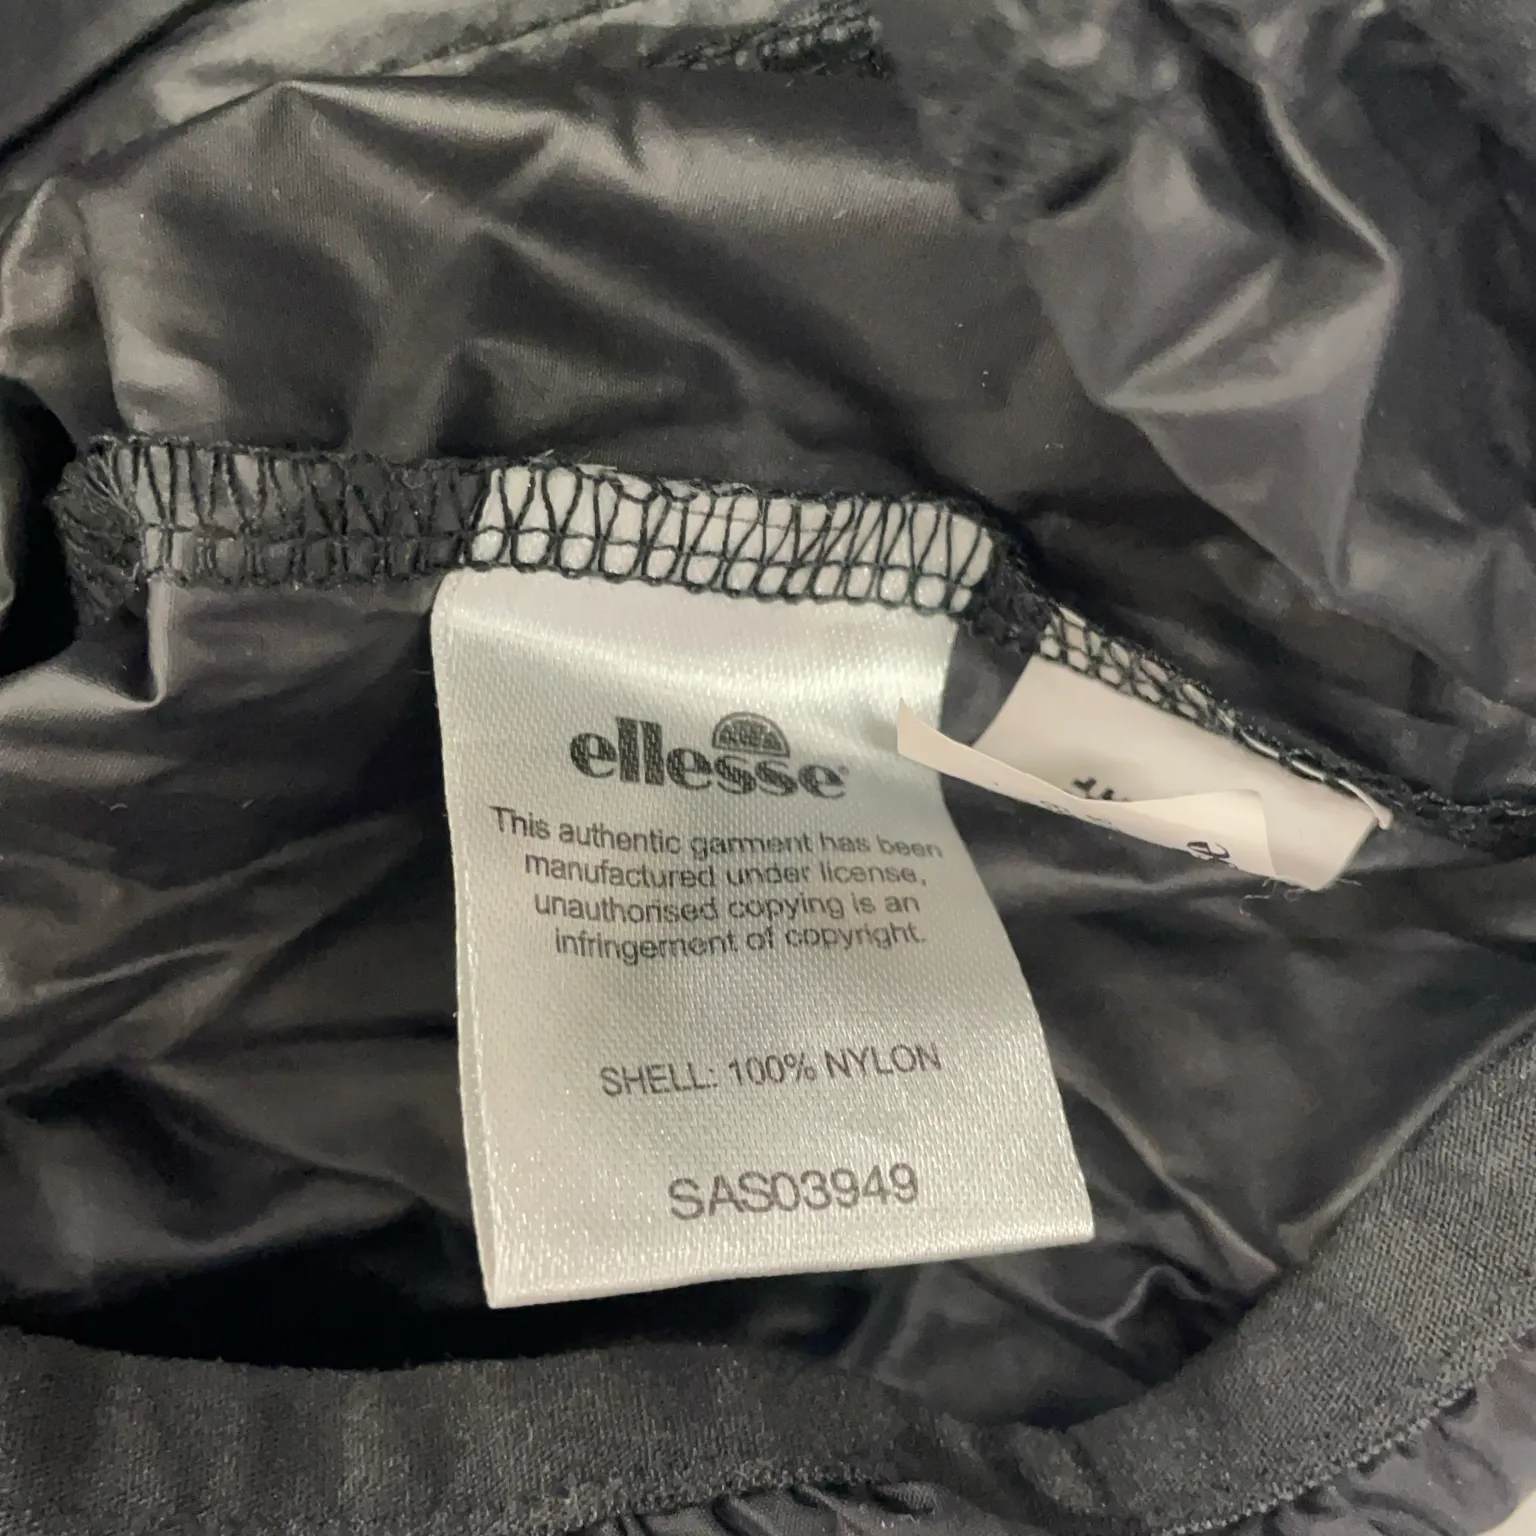 ellesse
This authentic garment has been
manufactured under license,
unauthorised copying is an
infringement of copyright.
SHELL: 100% NYLON
SAS03949